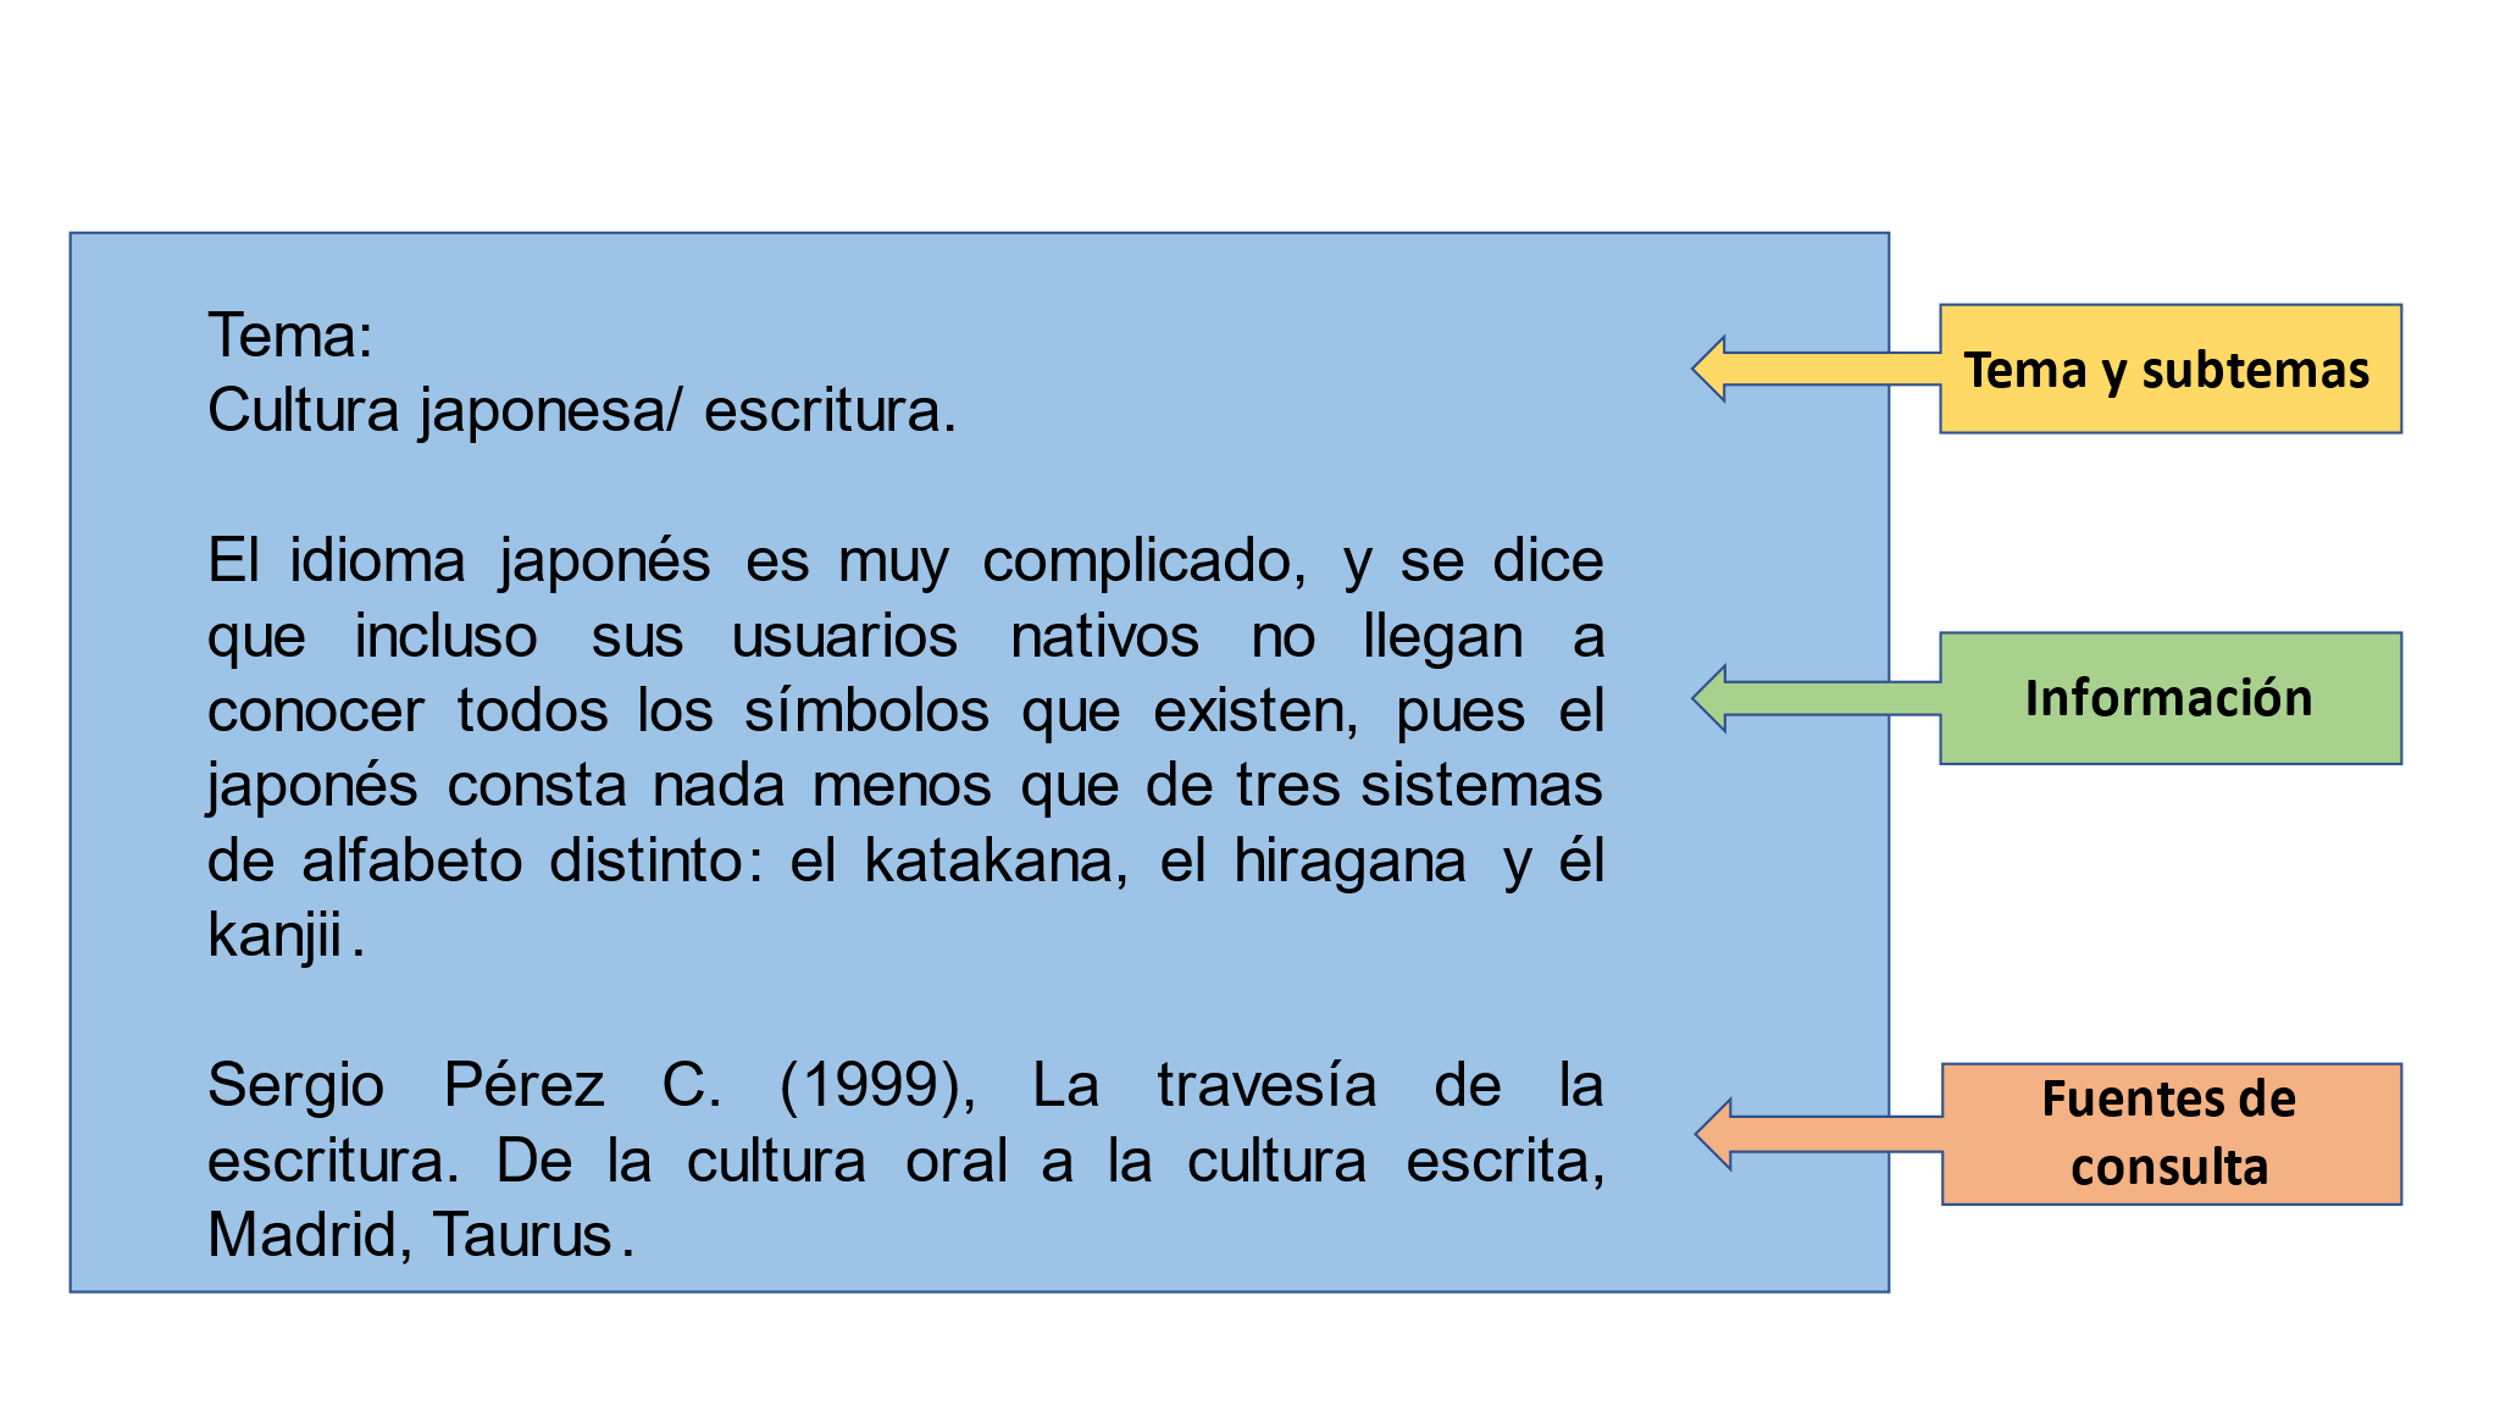 Tema:
Cultura japonesa/ escritura.
Tema y subtemas
El idioma japonés es muy complicado, y se dice
que incluso sus usuarios nativos no llegan a
conocer todos los símbolos que existen, pues el
japonés consta nada menos que de tres sistemas
de alfabeto distinto: el katakana, el hiragana y él
kanjii.
Información
Sergio Pérez C. (1999), La travesía de la
escritura. De la cultura oral a la cultura escrita,
Madrid, Taurus.
Fuentes de
consulta